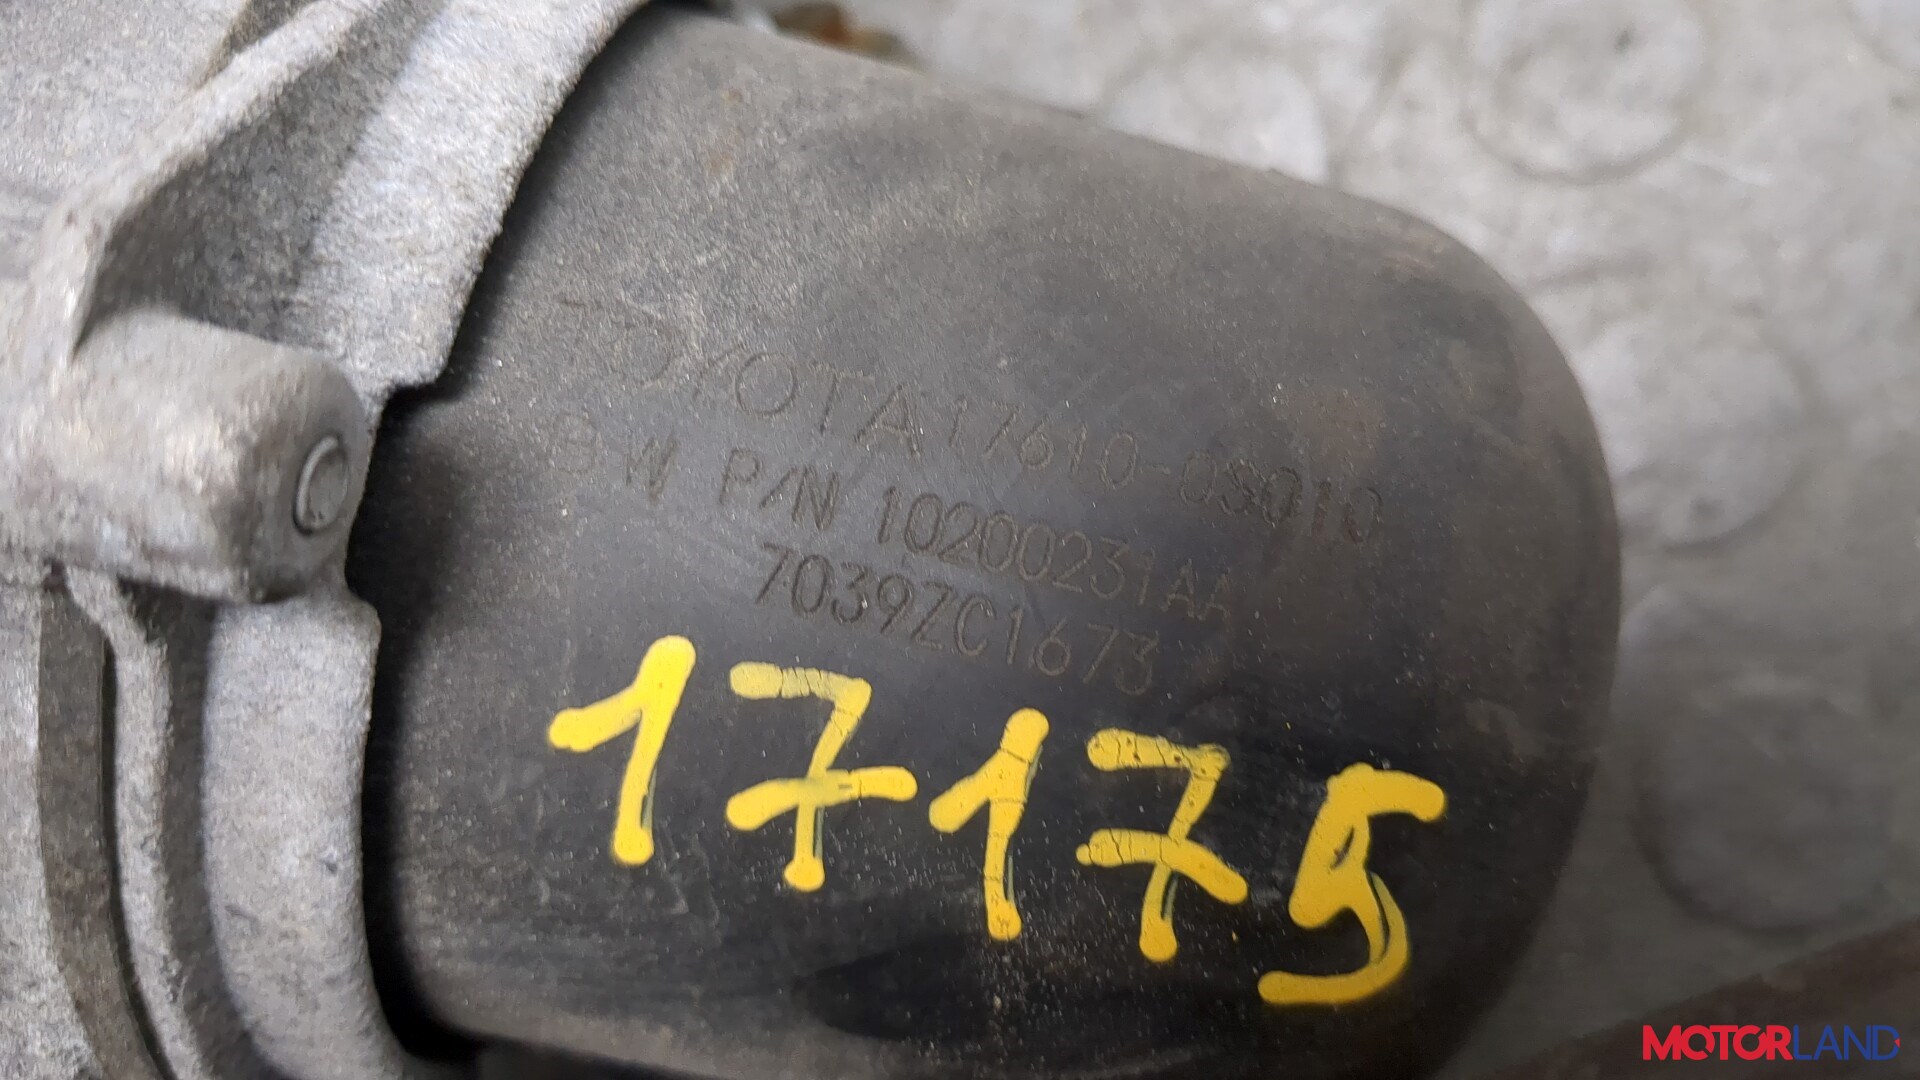 TOYOTA 17610-0S010
BW P/N 10200231AA
7039ZC1673
17175
MOTORLAND